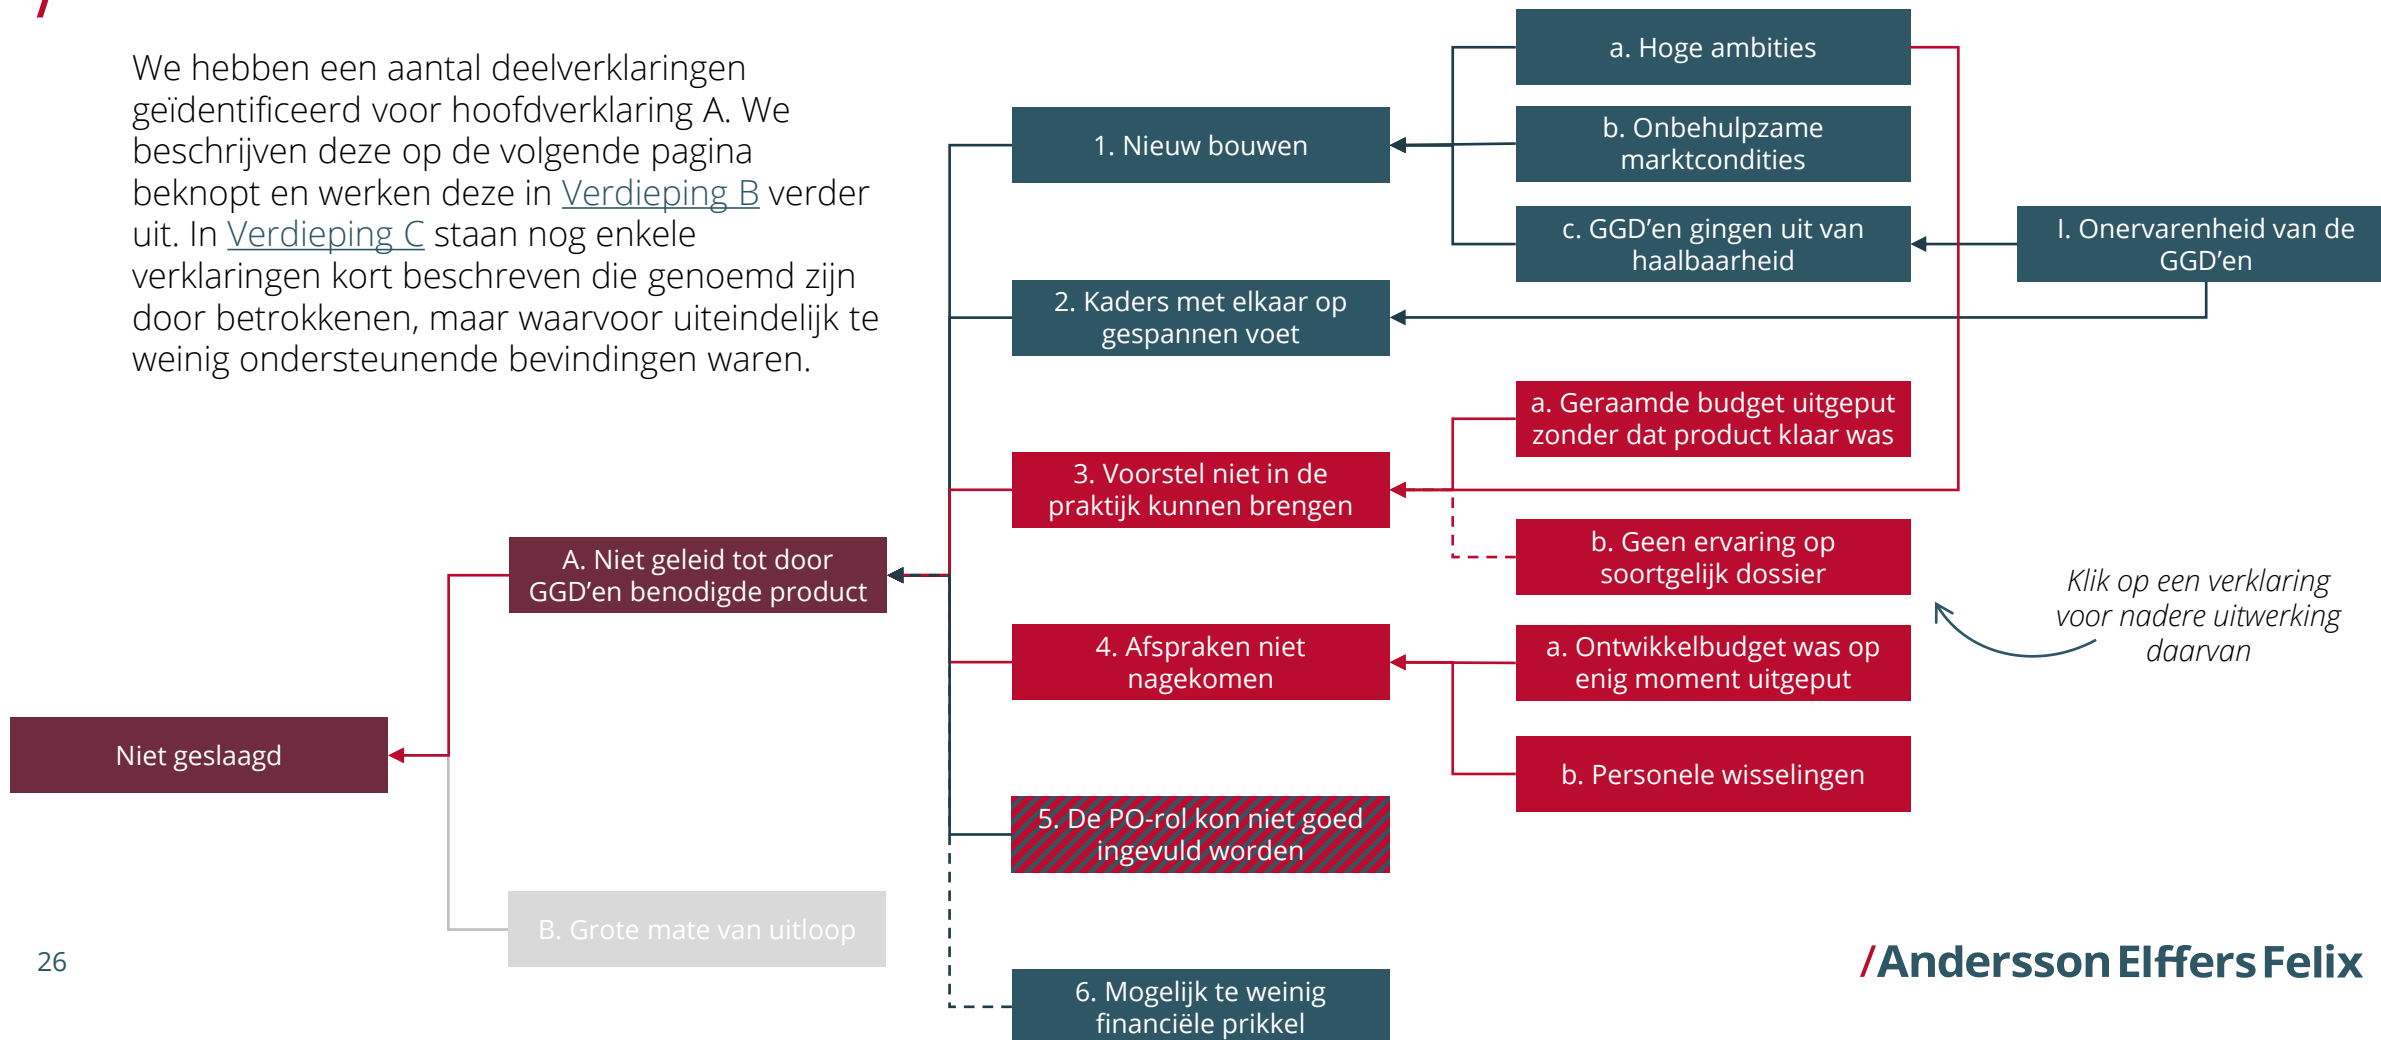 /
We hebben een aantal deelverklaringen
geïdentificeerd voor hoofdverklaring A. We
beschrijven deze op de volgende pagina
beknopt en werken deze in Verdieping B verder
uit. In Verdieping C staan nog enkele
verklaringen kort beschreven die genoemd zijn
door betrokkenen, maar waarvoor uiteindelijk te
weinig ondersteunende bevindingen waren.
Niet geslaagd
A. Niet geleid tot door
GGD’en benodigde product
B. Grote mate van uitloop
1. Nieuw bouwen
a. Hoge ambities
b. Onbehulpzame
marktcondities
c. GGD’en gingen uit van
haalbaarheid
I. Onervarenheid van de
GGD’en
2. Kaders met elkaar op
gespannen voet
3. Voorstel niet in de
praktijk kunnen brengen
a. Geraamde budget uitgeput
zonder dat product klaar was
b. Geen ervaring op
soortgelijk dossier
4. Afspraken niet
nagekomen
a. Ontwikkelbudget was op
enig moment uitgeput
b. Personele wisselingen
5. De PO-rol kon niet goed
ingevuld worden
6. Mogelijk te weinig
financiële prikkel
Klik op een verklaring
voor nadere uitwerking
daarvan
26
/Andersson Elffers Felix